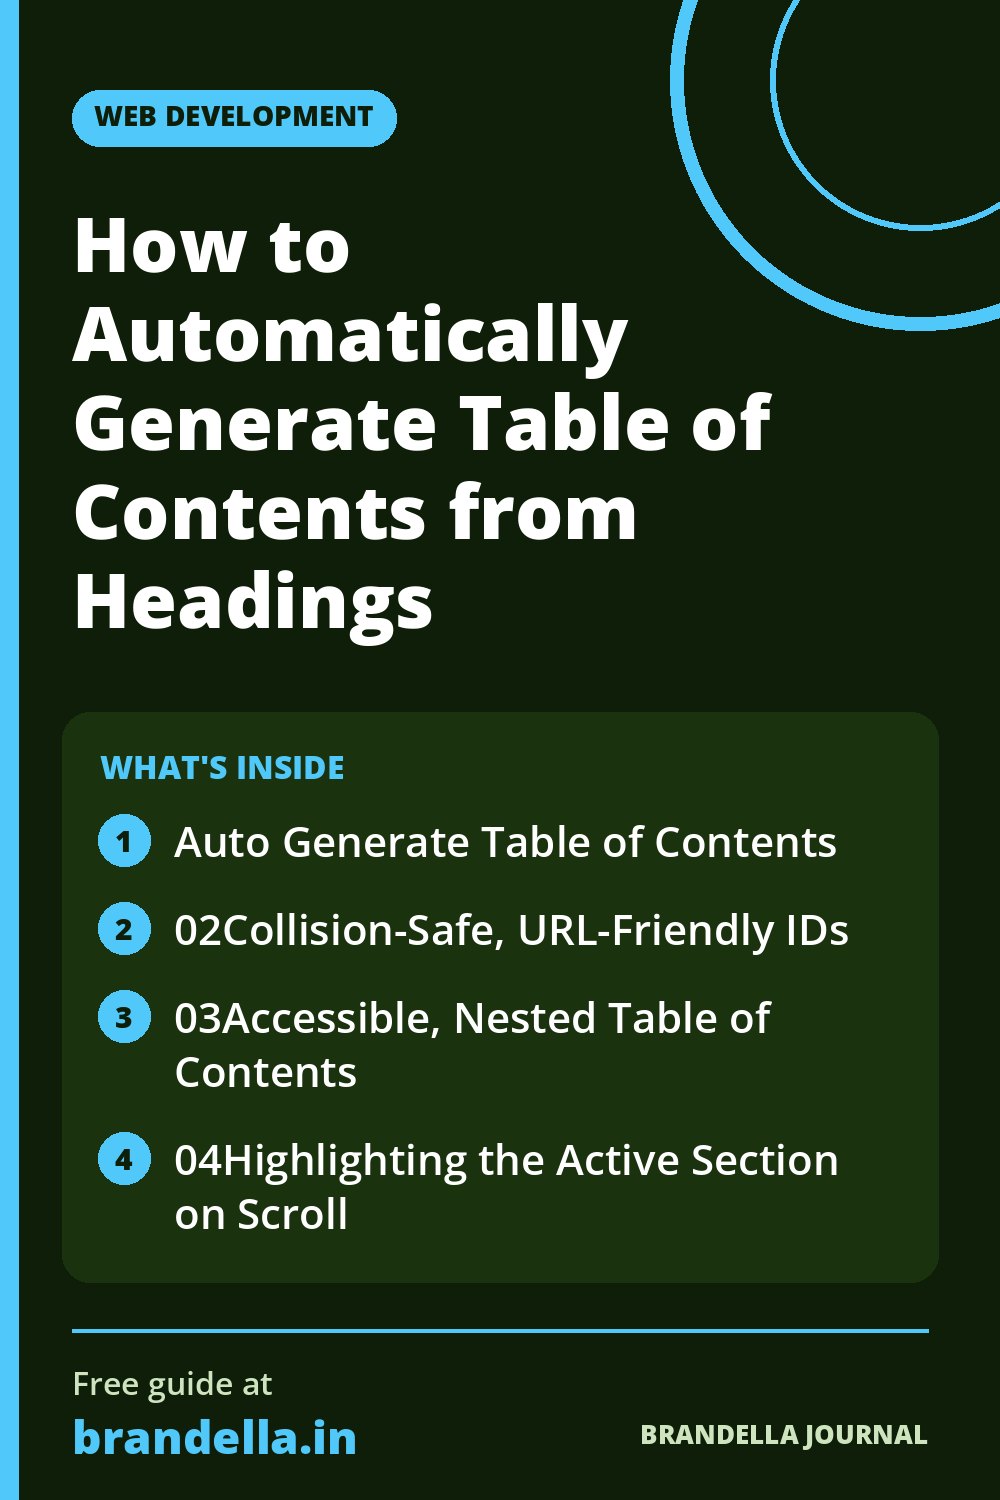 WEB DEVELOPMENT
How to
Automatically
Generate Table of
Contents from
Headings
WHAT'S INSIDE
1 Auto Generate Table of Contents
2 02Collision-Safe, URL-Friendly IDs
3 03Accessible, Nested Table of
Contents
4 04Highlighting the Active Section
on Scroll
Free guide at
brandella.in
BRANDELLA JOURNAL